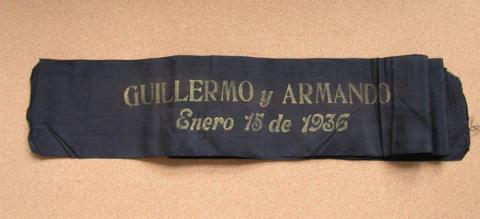 GUILLERMO y ARMANDO
Enero 15 de 1936